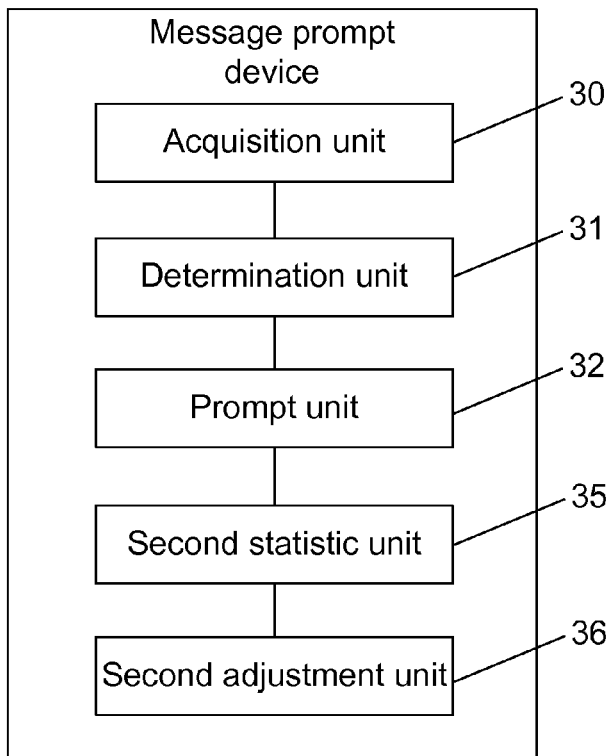 Message prompt
device
Acquisition unit
30
Determination unit
31
Prompt unit
32
Second statistic unit
35
Second adjustment unit
36